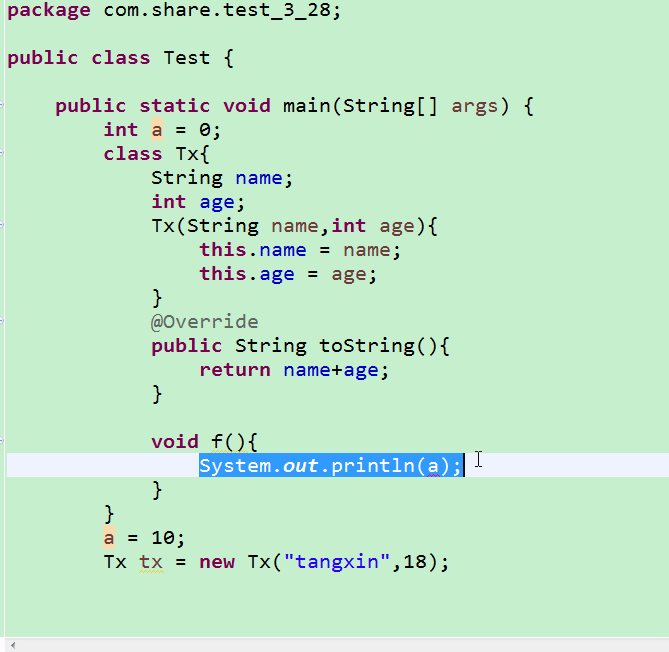 package com.share.test_3_28;
public class Test {
public static void main(String[] args) {
int a = 0;
class Tx{
String name;
int age;
Tx(String name,int age){
this.name = name;
this.age = age;
}
@Override
public String toString(){
return name+age;
}
void f(){
System.out.println(a);
}
}
a = 10;
Tx tx = new Tx("tangxin",18);